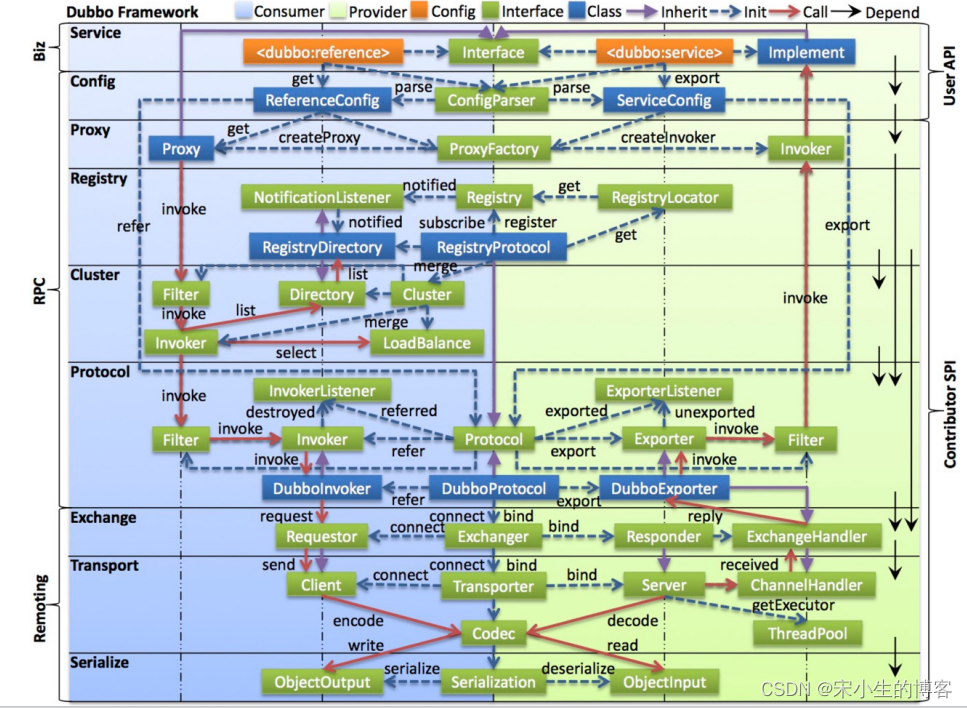 Dubbo Framework Consumer Provider Config Interface Class Inherit Init Call Depend
Biz
RPC
Remoting
User API
Contributor SPI
Service
<dubbo:reference> Interface <dubbo:service> Implement
get parse parse export
Config
ReferenceConfig ConfigParser ServiceConfig
get createProxy createInvoker
Proxy
Proxy ProxyFactory Invoker
Registry
refer invoke export
NotificationListener notified Registry get RegistryLocator
notified subscribe register get
RegistryDirectory RegistryProtocol
merge
Cluster
list invoke
Filter Directory Cluster
invoke list merge
Invoker select LoadBalance
Protocol
invoke
InvokerListener ExporterListener
destroyed referred exported unexported
Filter invoke Invoker refer Protocol export Exporter invoke Filter
invoke invoke
DubboInvoker refer DubboProtocol export DubboExporter
Exchange
request connect bind reply
Requestor connect Exchanger bind Responder ExchangeHandler
Transport
send connect bind received
Client connect Transporter bind Server ChannelHandler
getExecutor
encode decode
Codec ThreadPool
write read
Serialize
ObjectOutput serialize Serialization deserialize ObjectInput
CSDN @宋小生的博客